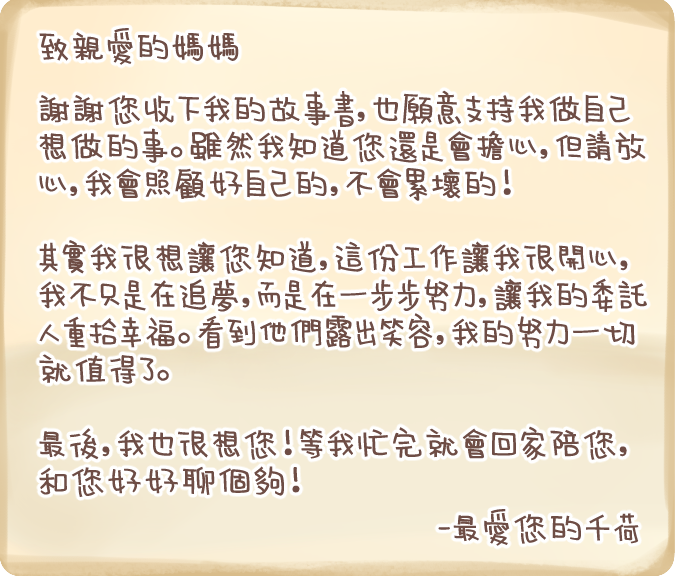 致親愛的媽媽
謝謝您收下我的故事書,也願意支持我做自己
想做的事。雖然我知道您還是會擔心,但請放
心,我會照顧好自己的,不會累壞的!
其實我很想讓您知道,這份工作讓我很開心,
我不只是在追夢,而是在一步步努力,讓我的委託
人重拾幸福。看到他們露出笑容,我的努力一切
就值得了。
最後,我也很想您!等我忙完就會回家陪您,
和您好好聊個夠!
-最愛您的千荷